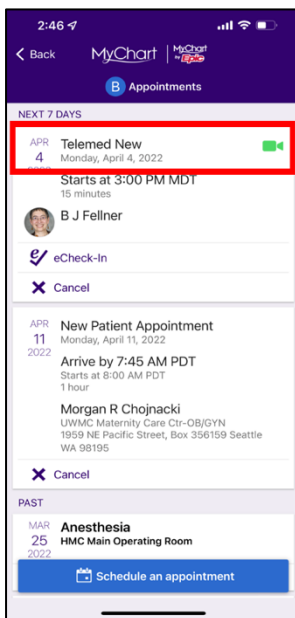 2:46
Back
MyChart
MyChart
by Epic
B Appointments
NEXT 7 DAYS
APR
4
2022
Telemed New
Monday, April 4, 2022
Starts at 3:00 PM MDT
15 minutes
B J Fellner
eCheck-In
Cancel
APR
11
2022
New Patient Appointment
Monday, April 11, 2022
Arrive by 7:45 AM PDT
Starts at 8:00 AM PDT
1 hour
Morgan R Chojnacki
UWMC Maternity Care Ctr-OB/GYN
1959 NE Pacific Street, Box 356159 Seattle
WA 98195
Cancel
PAST
MAR
25
2022
Anesthesia
HMC Main Operating Room
Schedule an appointment